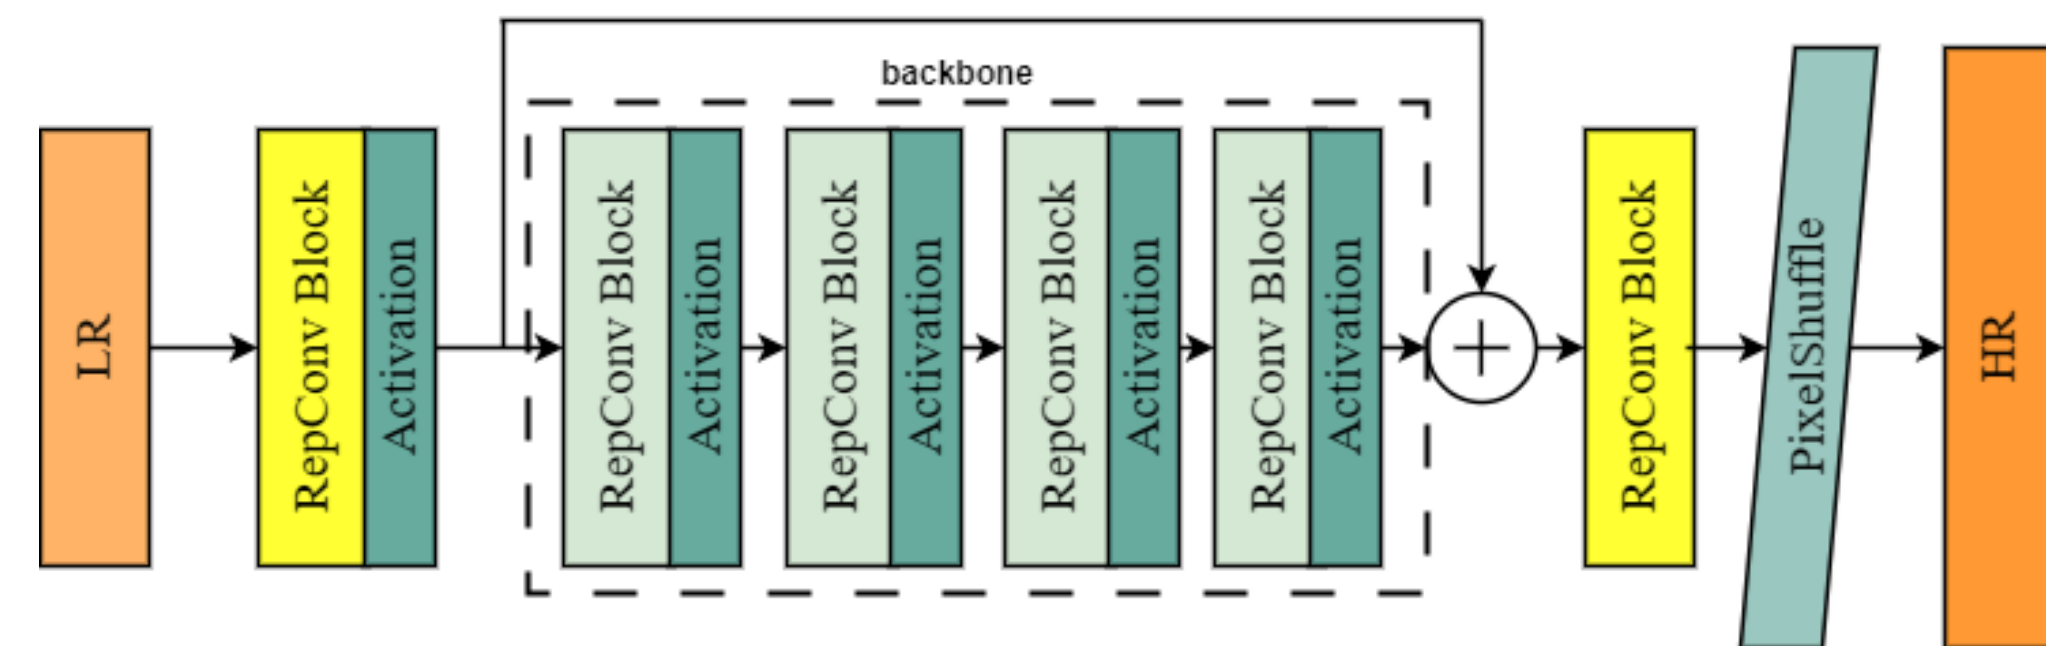 backbone
LR
RepConv Block
Activation
RepConv Block
Activation
RepConv Block
Activation
RepConv Block
Activation
RepConv Block
Activation
RepConv Block
PixelShuffle
HR